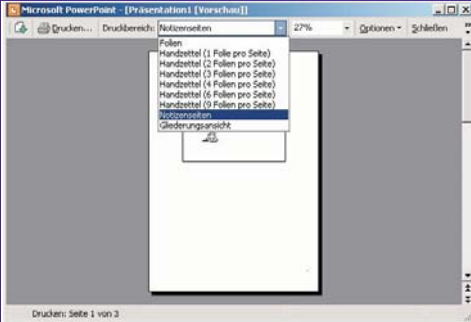 Microsoft PowerPoint - [Präsentation1 [Vorschau]]
Drucken... Druckbereich: Notizenseiten 27% Optionen Schließen
Folien
Handzettel (1 Folie pro Seite)
Handzettel (2 Folien pro Seite)
Handzettel (3 Folien pro Seite)
Handzettel (4 Folien pro Seite)
Handzettel (6 Folien pro Seite)
Handzettel (9 Folien pro Seite)
Notizenseiten
Gliederungsansicht
Drucken: Seite 1 von 3